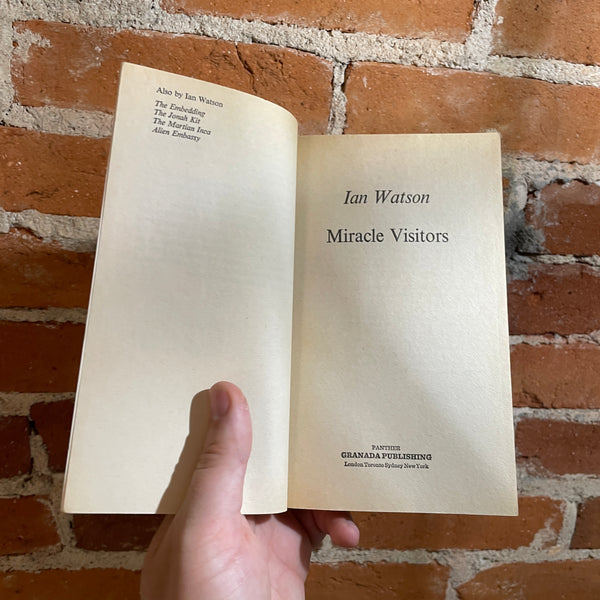 Also by Ian Watson
The Embedding
The Jonah Kit
The Martian Inca
Alien Embassy
Ian Watson
Miracle Visitors
PANTHER
GRANADA PUBLISHING
London Toronto Sydney New York